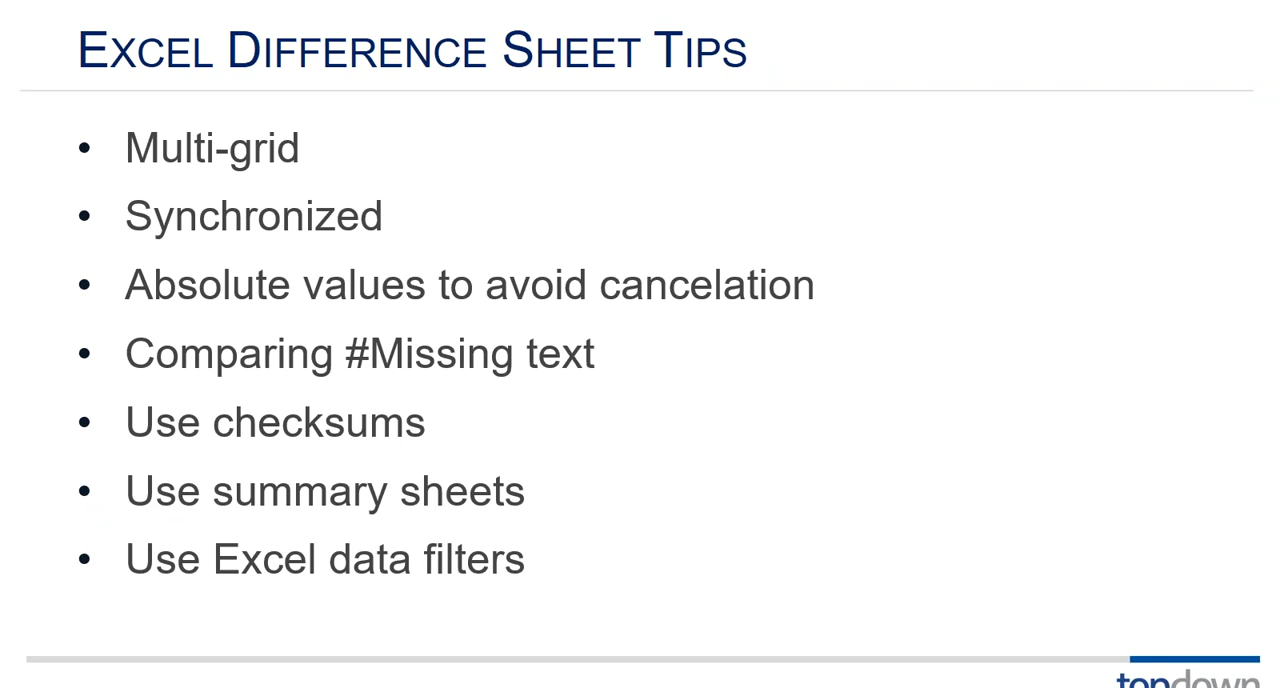 EXCEL DIFFERENCE SHEET TIPS
• Multi-grid
• Synchronized
• Absolute values to avoid cancelation
• Comparing #Missing text
• Use checksums
• Use summary sheets
• Use Excel data filters
topdown